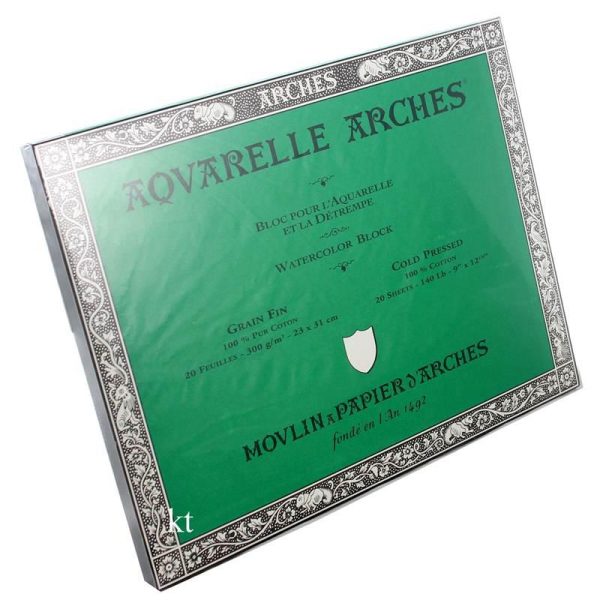 ARCHES
AQVARELLE ARCHES®
BLOC POUR L'AQUARELLE
ET LA DÉTREMPE
WATERCOLOR BLOCK
GRAIN FIN
100 % PUR COTON
20 FEUILLES - 300 g/m² - 23 x 31 cm
COLD PRESSED
100 % COTTON
20 SHEETS - 140 Lb - 9" x 12"
MOVLIN A PAPIER d'ARCHES
fondé en l'An 1492
kt